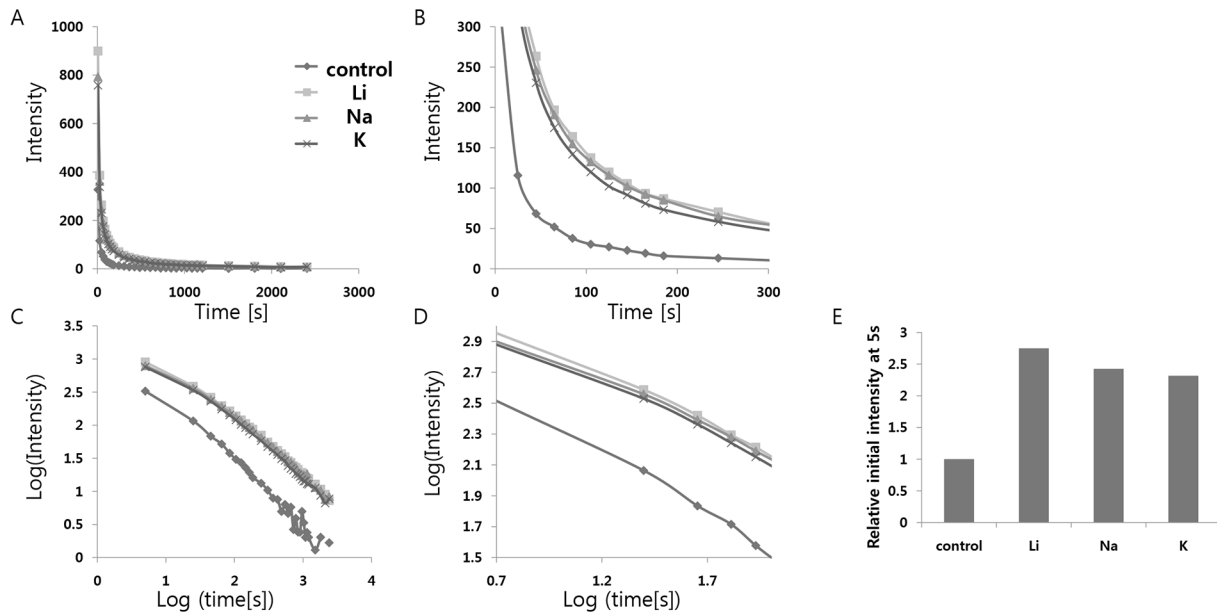 A
1000
800
600
400
200
0
Intensity
0 1000 2000 3000
Time [s]
control
Li
Na
K
B
300
250
200
150
100
50
0
Intensity
0 100 200 300
Time [s]
C
3.5
3
2.5
2
1.5
1
0.5
0
Log(Intensity)
0 1 2 3 4
Log (time[s])
D
2.9
2.7
2.5
2.3
2.1
1.9
1.7
1.5
Log(Intensity)
0.7 1.2 1.7
Log (time[s])
E
3
2.5
2
1.5
1
0.5
0
Relative initial intensity at 5s
control Li Na K